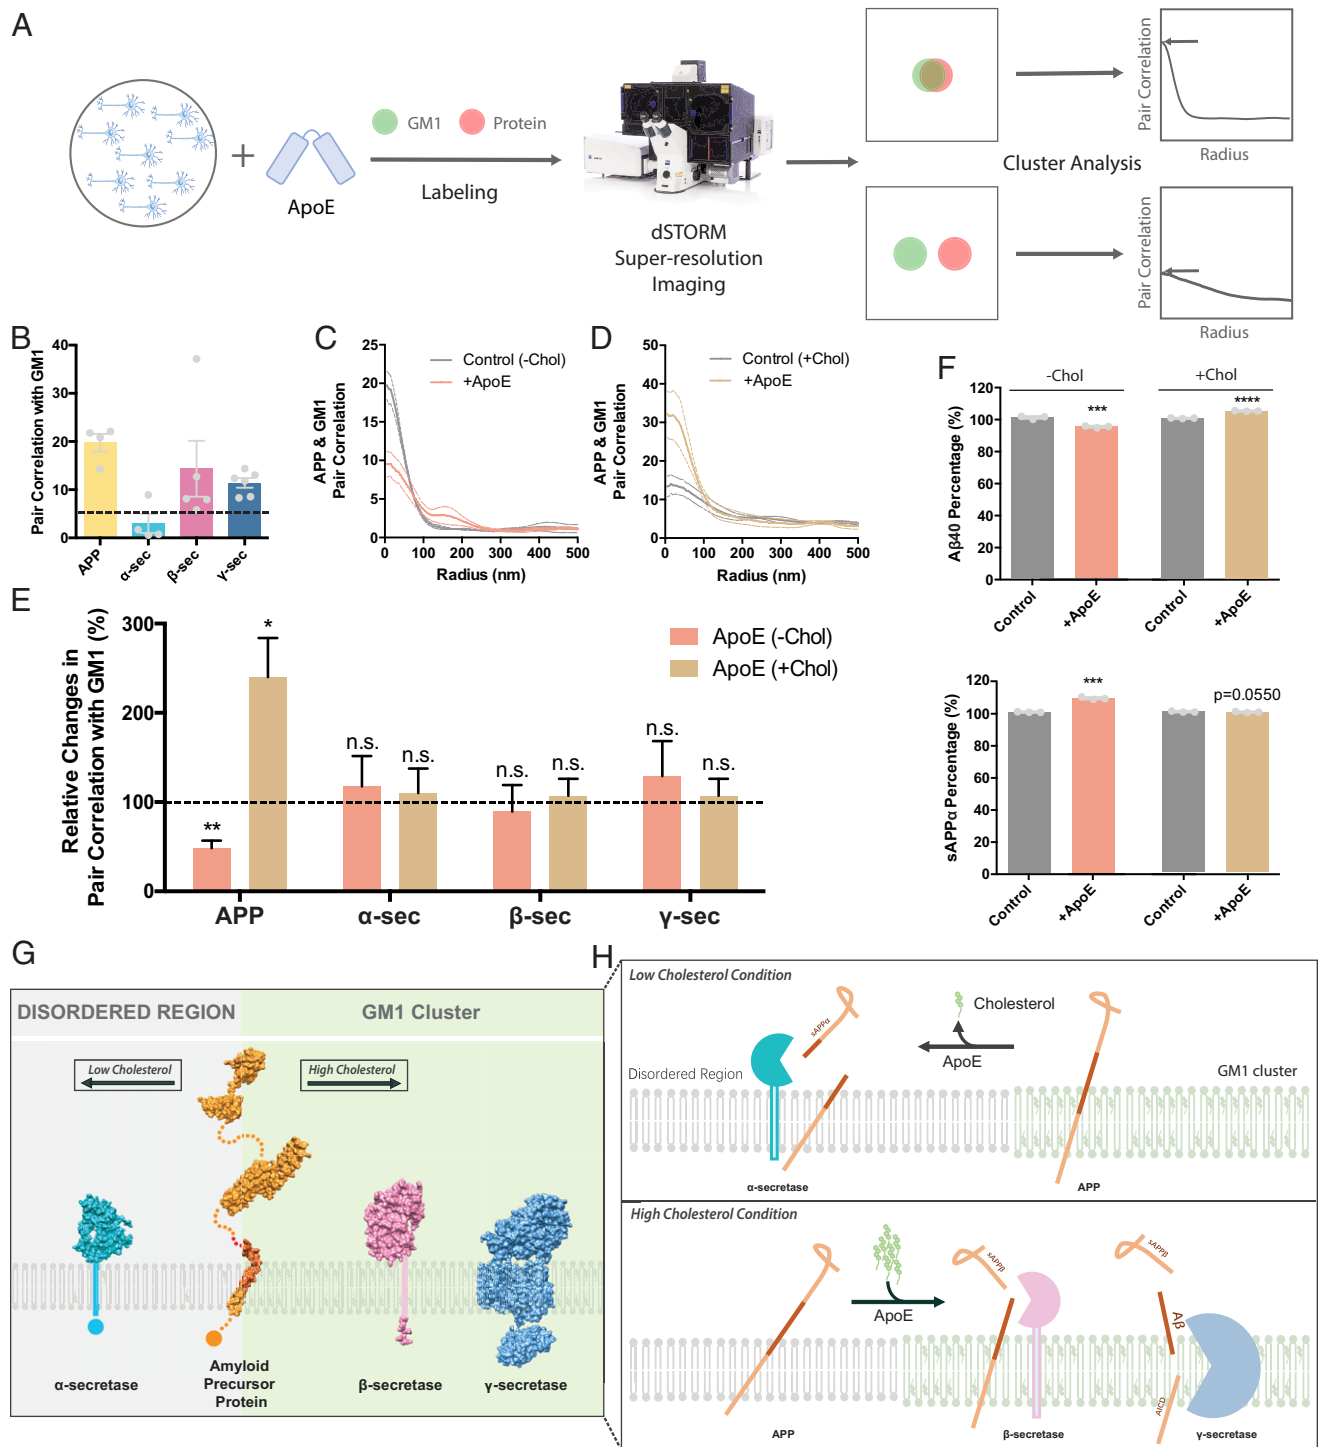 A
GM1
Protein
+
ApoE
Labeling
dSTORM
Super-resolution
Imaging
Cluster Analysis
Pair Correlation
Radius
Pair Correlation
Radius
B
Pair Correlation with GM1
40
30
20
10
0
APP
α-sec
β-sec
γ-sec
C
APP & GM1
Pair Correlation
25
20
15
10
5
0
0
100
200
300
400
500
Radius (nm)
Control (-Chol)
+ApoE
D
APP & GM1
Pair Correlation
50
40
30
20
10
0
0
100
200
300
400
500
Radius (nm)
Control (+Chol)
+ApoE
E
Relative Changes in
Pair Correlation with GM1 (%)
300
200
100
0
**
*
n.s.
n.s.
n.s.
n.s.
n.s.
n.s.
ApoE (-Chol)
ApoE (+Chol)
APP
α-sec
β-sec
γ-sec
F
-Chol
+Chol
Aβ40 Percentage (%)
120
100
80
60
40
20
0
***
****
Control
+ApoE
Control
+ApoE
sAPPα Percentage (%)
120
100
80
60
40
20
0
***
p=0.0550
Control
+ApoE
Control
+ApoE
G
DISORDERED REGION
GM1 Cluster
Low Cholesterol
High Cholesterol
α-secretase
Amyloid
Precursor
Protein
β-secretase
γ-secretase
H
Low Cholesterol Condition
sAPPα
Cholesterol
ApoE
Disordered Region
GM1 cluster
α-secretase
APP
High Cholesterol Condition
ApoE
sAPPβ
sAPPβ
Aβ
AICD
APP
β-secretase
γ-secretase